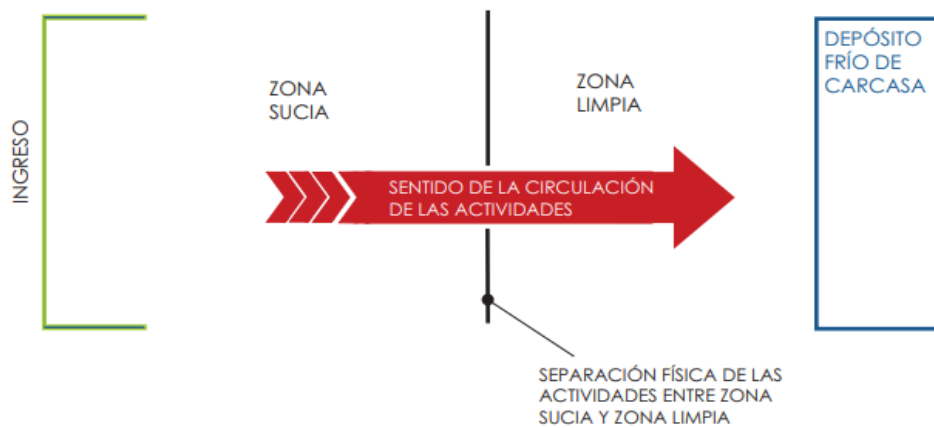 INGRESO
ZONA
SUCIA
ZONA
LIMPIA
DEPÓSITO
FRÍO DE
CARCASA
SENTIDO DE LA CIRCULACIÓN
DE LAS ACTIVIDADES
SEPARACIÓN FÍSICA DE LAS
ACTIVIDADES ENTRE ZONA
SUCIA Y ZONA LIMPIA